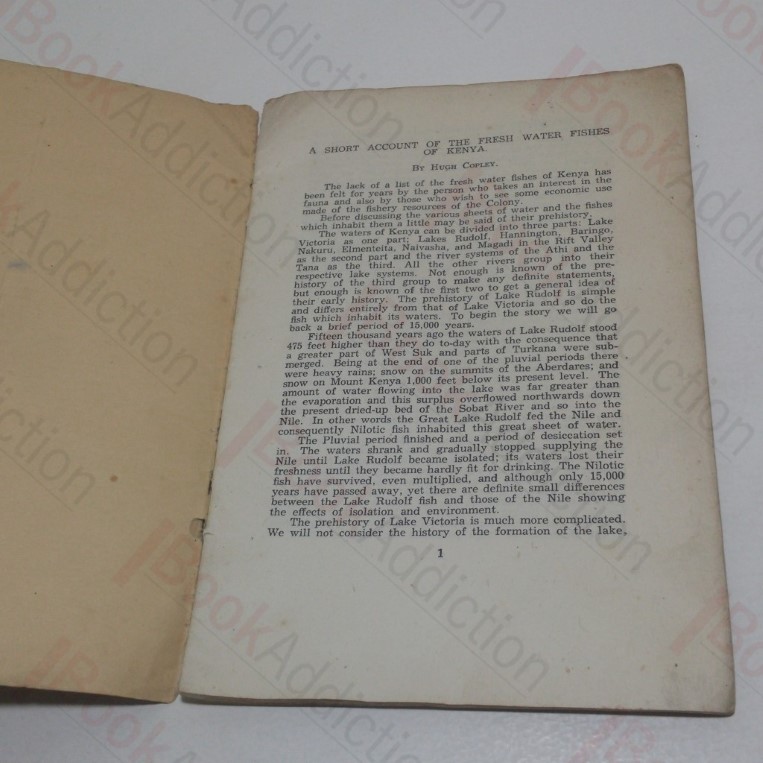 A SHORT ACCOUNT OF THE FRESH WATER FISHES
OF KENYA.
BY HUGH COPLEY.
The lack of a list of the fresh water fishes of Kenya has
been felt for years by the person who takes an interest in the
fauna and also by those who wish to see some economic use
made of the fishery resources of the Colony.
Before discussing the various sheets of water and the fishes
which inhabit them a little may be said of their prehistory.
The waters of Kenya can be divided into three parts: Lake
Victoria as one part; Lakes Rudolf, Hannington, Baringo,
Nakuru, Elmenteita, Naivasha, and Magadi in the Rift Valley
as the second part and the river systems of the Athi and the
Tana as the third. All the other rivers group into their
respective lake systems. Not enough is known of the pre-
history of the third group to make any definite statements,
but enough is known of the first two to get a general idea of
their early history. The prehistory of Lake Rudolf is simple
and differs entirely from that of Lake Victoria and so do the
fish which inhabit its waters. To begin the story we will go
back a brief period of 15,000 years.
Fifteen thousand years ago the waters of Lake Rudolf stood
475 feet higher than they do to-day with the consequence that
a greater part of West Suk and parts of Turkana were sub-
merged. Being at the end of one of the pluvial periods there
were heavy rains; snow on the summits of the Aberdares; and
snow on Mount Kenya 1,000 feet below its present level. The
amount of water flowing into the lake was far greater than
the evaporation and this surplus overflowed northwards down
the present dried-up bed of the Sobat River and so into the
Nile. In other words the Great Lake Rudolf fed the Nile and
consequently Nilotic fish inhabited this great sheet of water.
The Pluvial period finished and a period of desiccation set
in. The waters shrank and gradually stopped supplying the
Nile until Lake Rudolf became isolated; its waters lost their
freshness until they became hardly fit for drinking. The Nilotic
fish have survived, even multiplied, and although only 15,000
years have passed away, yet there are definite small differences
between the Lake Rudolf fish and those of the Nile showing
the effects of isolation and environment.
The prehistory of Lake Victoria is much more complicated.
We will not consider the history of the formation of the lake,
1
BookAddiction